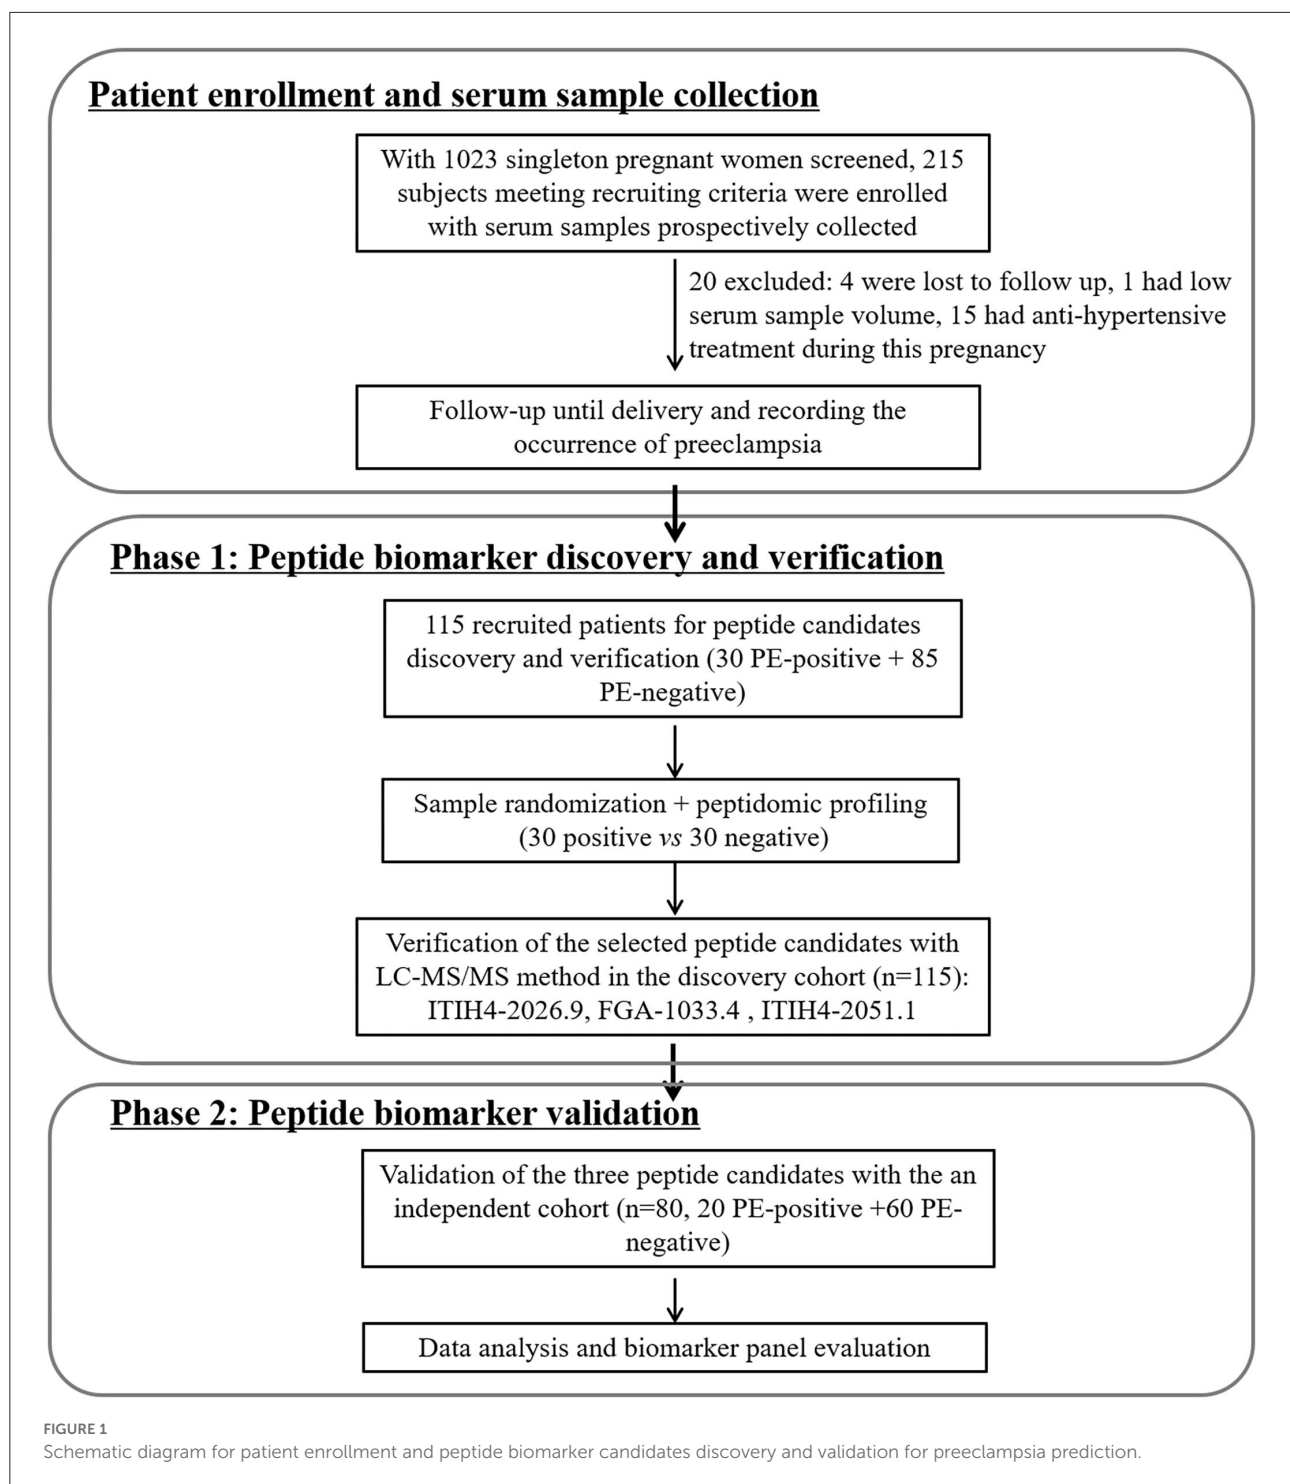 Patient enrollment and serum sample collection
With 1023 singleton pregnant women screened, 215
subjects meeting recruiting criteria were enrolled
with serum samples prospectively collected
20 excluded: 4 were lost to follow up, 1 had low
serum sample volume, 15 had anti-hypertensive
treatment during this pregnancy
Follow-up until delivery and recording the
occurrence of preeclampsia
Phase 1: Peptide biomarker discovery and verification
115 recruited patients for peptide candidates
discovery and verification (30 PE-positive + 85
PE-negative)
Sample randomization + peptidomic profiling
(30 positive vs 30 negative)
Verification of the selected peptide candidates with
LC-MS/MS method in the discovery cohort (n=115):
ITIH4-2026.9, FGA-1033.4 , ITIH4-2051.1
Phase 2: Peptide biomarker validation
Validation of the three peptide candidates with the an
independent cohort (n=80, 20 PE-positive +60 PE-
negative)
Data analysis and biomarker panel evaluation
FIGURE 1
Schematic diagram for patient enrollment and peptide biomarker candidates discovery and validation for preeclampsia prediction.